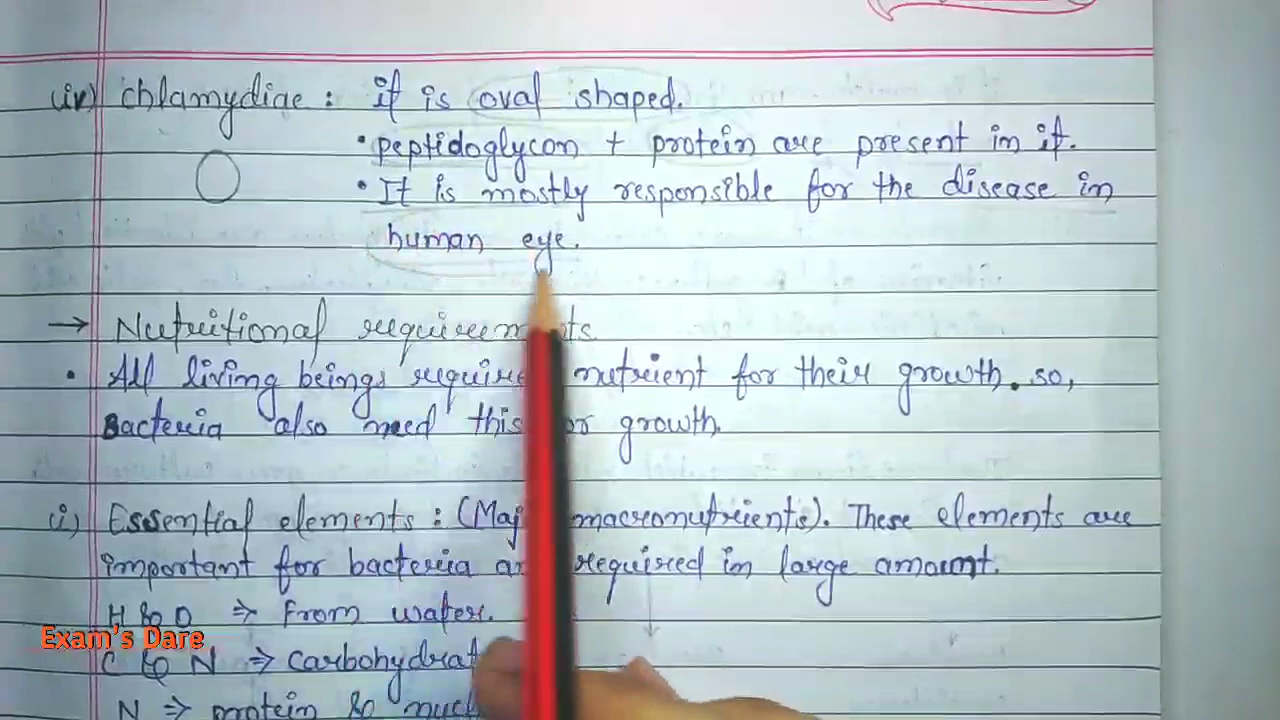 (iv) chlamydiae : it is oval shaped.
• peptidoglycon + protein are present in it.
• It is mostly responsible for the disease in
human eye.
→ Nutritional requirements
• All living beings require nutrient for their growth. so,
Bacteria also need this for growth.
(i) Essential elements : (Maj macronutrients). These elements are
important for bacteria an required in large amount.
H & O ⇒ From water.
Exam's Dare
C & N ⇒ carbohydrat
N ⇒ protein &